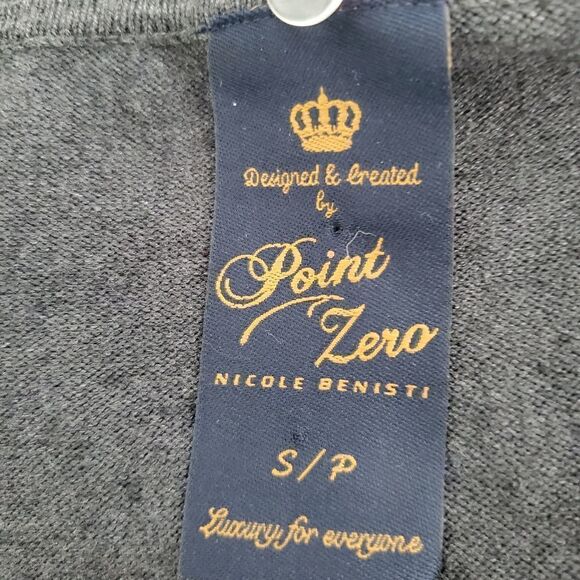 Designed & Created
by
Point
Zero
NICOLE BENISTI
S/P
Luxury, for everyone